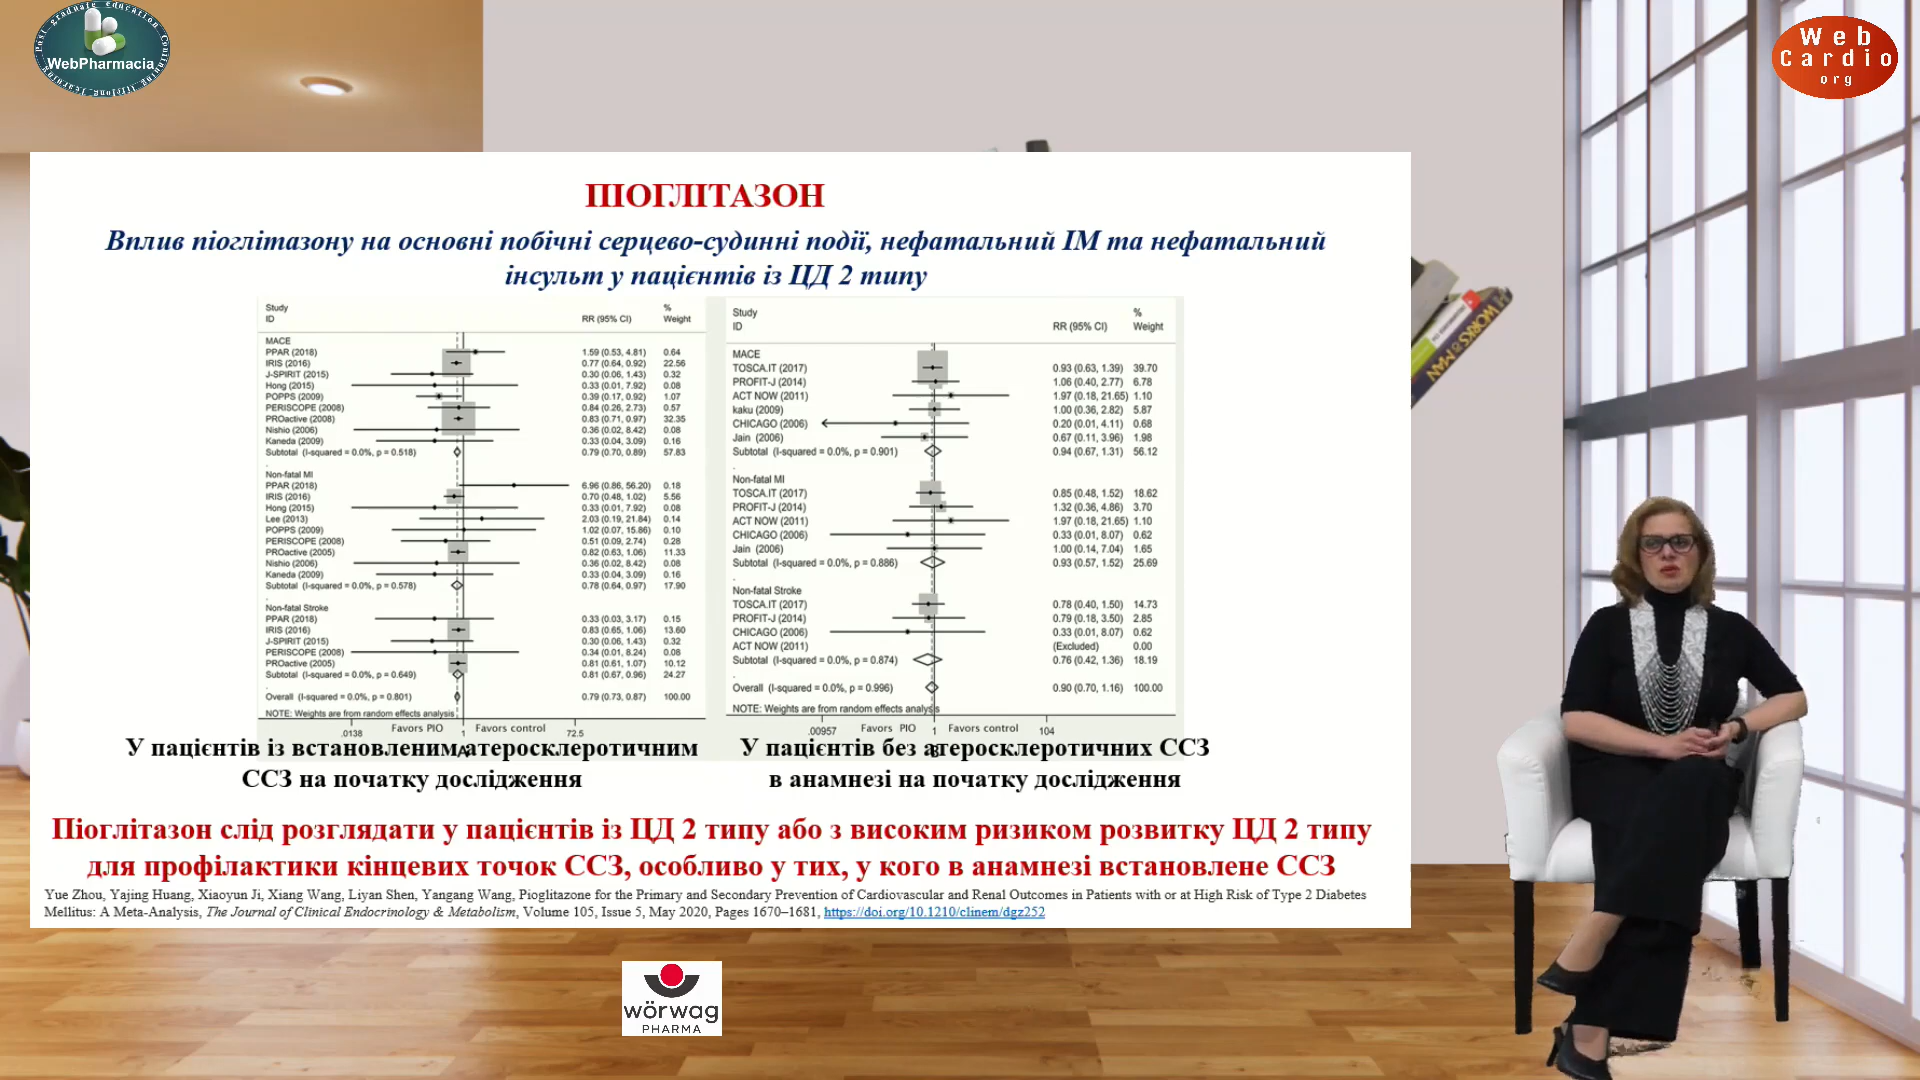 Post graduate Education Continuing Lifelong Learning
WebPharmacia
Web
Cardio
org
ПІОГЛІТАЗОН
Вплив піоглітазону на основні побічні серцево-судинні події, нефатальний ІМ та нефатальний
інсульт у пацієнтів із ЦД 2 типу
Study
ID RR (95% CI) % Weight
MACE
PPAR (2018) 1.59 (0.53, 4.81) 0.64
IRIS (2016) 0.77 (0.64, 0.92) 22.56
J-SPIRIT (2015) 0.30 (0.06, 1.43) 0.32
Hong (2015) 0.33 (0.01, 7.92) 0.08
POPPS (2009) 0.39 (0.17, 0.92) 1.07
PERISCOPE (2008) 0.84 (0.26, 2.73) 0.57
PROactive (2008) 0.83 (0.71, 0.97) 32.35
Nishio (2006) 0.36 (0.02, 8.42) 0.08
Kaneda (2009) 0.33 (0.04, 3.09) 0.16
Subtotal (I-squared = 0.0%, p = 0.518) 0.79 (0.70, 0.89) 57.83
.
Non-fatal MI
PPAR (2018) 6.96 (0.86, 56.20) 0.18
IRIS (2016) 0.70 (0.48, 1.02) 5.56
Hong (2015) 0.33 (0.01, 7.92) 0.08
Lee (2013) 2.03 (0.19, 21.84) 0.14
POPPS (2009) 1.02 (0.07, 15.86) 0.10
PERISCOPE (2008) 0.51 (0.09, 2.74) 0.28
PROactive (2005) 0.82 (0.63, 1.06) 11.33
Nishio (2006) 0.36 (0.02, 8.42) 0.08
Kaneda (2009) 0.33 (0.04, 3.09) 0.16
Subtotal (I-squared = 0.0%, p = 0.578) 0.78 (0.64, 0.97) 17.90
.
Non-fatal Stroke
PPAR (2018) 0.33 (0.03, 3.17) 0.15
IRIS (2016) 0.83 (0.65, 1.06) 13.60
J-SPIRIT (2015) 0.30 (0.06, 1.43) 0.32
PERISCOPE (2008) 0.34 (0.01, 8.24) 0.08
PROactive (2005) 0.81 (0.61, 1.07) 10.12
Subtotal (I-squared = 0.0%, p = 0.649) 0.81 (0.67, 0.96) 24.27
.
Overall (I-squared = 0.0%, p = 0.801) 0.79 (0.73, 0.87) 100.00
NOTE: Weights are from random effects analysis
Favors PIO Favors control
.0138 1 72.5
A
У пацієнтів із встановленим атеросклеротичним
ССЗ на початку дослідження
Study
ID RR (95% CI) % Weight
MACE
TOSCA.IT (2017) 0.93 (0.63, 1.39) 39.70
PROFIT-J (2014) 1.06 (0.40, 2.77) 6.78
ACT NOW (2011) 1.97 (0.18, 21.65) 1.10
kaku (2009) 1.00 (0.36, 2.82) 5.87
CHICAGO (2006) 0.20 (0.01, 4.11) 0.68
Jain (2006) 0.67 (0.11, 3.96) 1.98
Subtotal (I-squared = 0.0%, p = 0.901) 0.94 (0.67, 1.31) 56.12
.
Non-fatal MI
TOSCA.IT (2017) 0.85 (0.48, 1.52) 18.62
PROFIT-J (2014) 1.32 (0.36, 4.86) 3.70
ACT NOW (2011) 1.97 (0.18, 21.65) 1.10
CHICAGO (2006) 0.33 (0.01, 8.07) 0.62
Jain (2006) 1.00 (0.14, 7.04) 1.65
Subtotal (I-squared = 0.0%, p = 0.886) 0.93 (0.57, 1.52) 25.69
.
Non-fatal Stroke
TOSCA.IT (2017) 0.78 (0.40, 1.50) 14.73
PROFIT-J (2014) 0.79 (0.18, 3.50) 2.85
CHICAGO (2006) 0.33 (0.01, 8.07) 0.62
ACT NOW (2011) (Excluded) 0.00
Subtotal (I-squared = 0.0%, p = 0.874) 0.76 (0.42, 1.36) 18.19
.
Overall (I-squared = 0.0%, p = 0.996) 0.90 (0.70, 1.16) 100.00
NOTE: Weights are from random effects analysis
Favors PIO Favors control
.00957 1 104
B
У пацієнтів без атеросклеротичних ССЗ
в анамнезі на початку дослідження
Піоглітазон слід розглядати у пацієнтів із ЦД 2 типу або з високим ризиком розвитку ЦД 2 типу
для профілактики кінцевих точок ССЗ, особливо у тих, у кого в анамнезі встановлене ССЗ
Yue Zhou, Yajing Huang, Xiaoyun Ji, Xiang Wang, Liyan Shen, Yangang Wang, Pioglitazone for the Primary and Secondary Prevention of Cardiovascular and Renal Outcomes in Patients with or at High Risk of Type 2 Diabetes
Mellitus: A Meta-Analysis, The Journal of Clinical Endocrinology & Metabolism, Volume 105, Issue 5, May 2020, Pages 1670–1681, https://doi.org/10.1210/clinem/dgz252
WORKS
MAN
wörwag
PHARMA